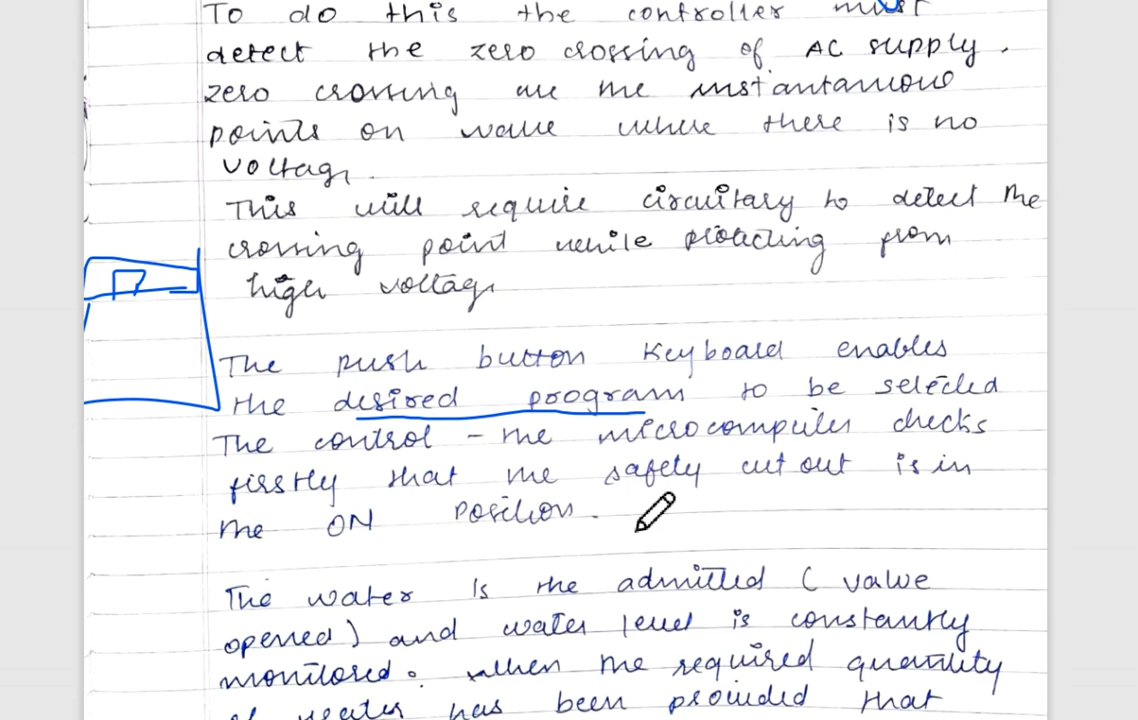 To do this the controller must
detect the zero crossing of AC supply.
zero crossing are the instantaneous
points on wave where there is no
voltage.
This will require circuitary to detect the
crossing point while protecting from
high voltage
The push button Keyboard enables
the desired program to be selected
The control - the microcomputer checks
firstly that the safety cut out is in
the ON position.
The water is the admitted ( value
opened) and water level is constantly
monitored. when the required quantity
of water has been provided that